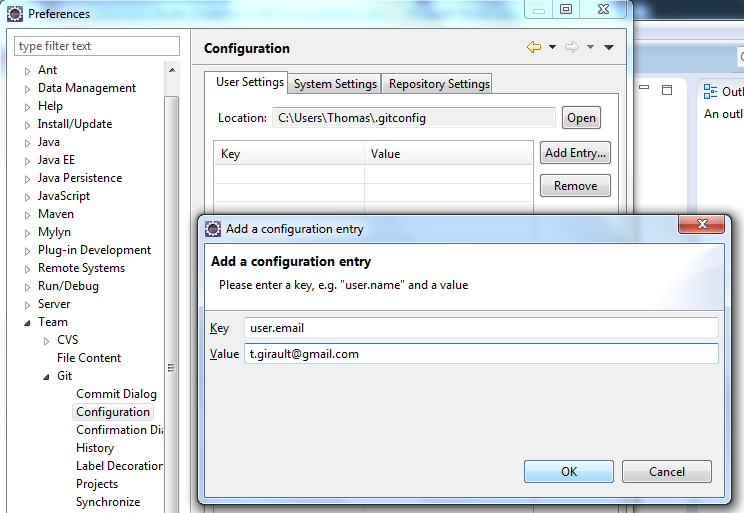 Preferences
type filter text
Ant
Data Management
Help
Install/Update
Java
Java EE
Java Persistence
JavaScript
Maven
Mylyn
Plug-in Development
Remote Systems
Run/Debug
Server
Team
CVS
File Content
Git
Commit Dialog
Configuration
Confirmation Di
History
Label Decoration
Projects
Synchronize
Configuration
User Settings System Settings Repository Settings
Location: C:\Users\Thomas\.gitconfig Open
Key Value Add Entry...
Remove
Outl
An outl
Add a configuration entry
Add a configuration entry
Please enter a key, e.g. "user.name" and a value
Key user.email
Value t.girault@gmail.com
OK Cancel